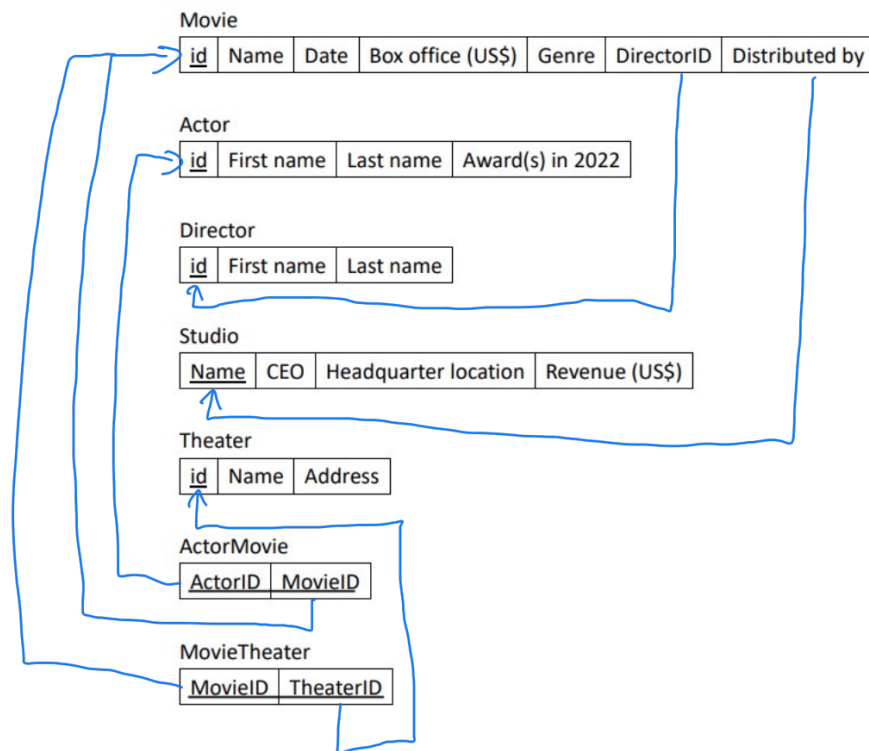 Movie
id Name Date Box office (US$) Genre DirectorID Distributed by
Actor
id First name Last name Award(s) in 2022
Director
id First name Last name
Studio
Name CEO Headquarter location Revenue (US$)
Theater
id Name Address
ActorMovie
ActorID MovieID
MovieTheater
MovieID TheaterID